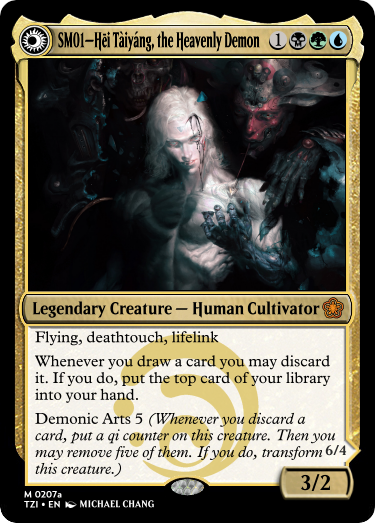 SM01—Hēi Tàiyáng, the Heavenly Demon 1
Legendary Creature — Human Cultivator
Flying, deathtouch, lifelink
Whenever you draw a card you may discard
it. If you do, put the top card of your library
into your hand.
Demonic Arts 5 (Whenever you discard a
card, put a qi counter on this creature. Then you
may remove five of them. If you do, transform
this creature.)
6/4
3/2
M 0207a
TZI • EN MICHAEL CHANG